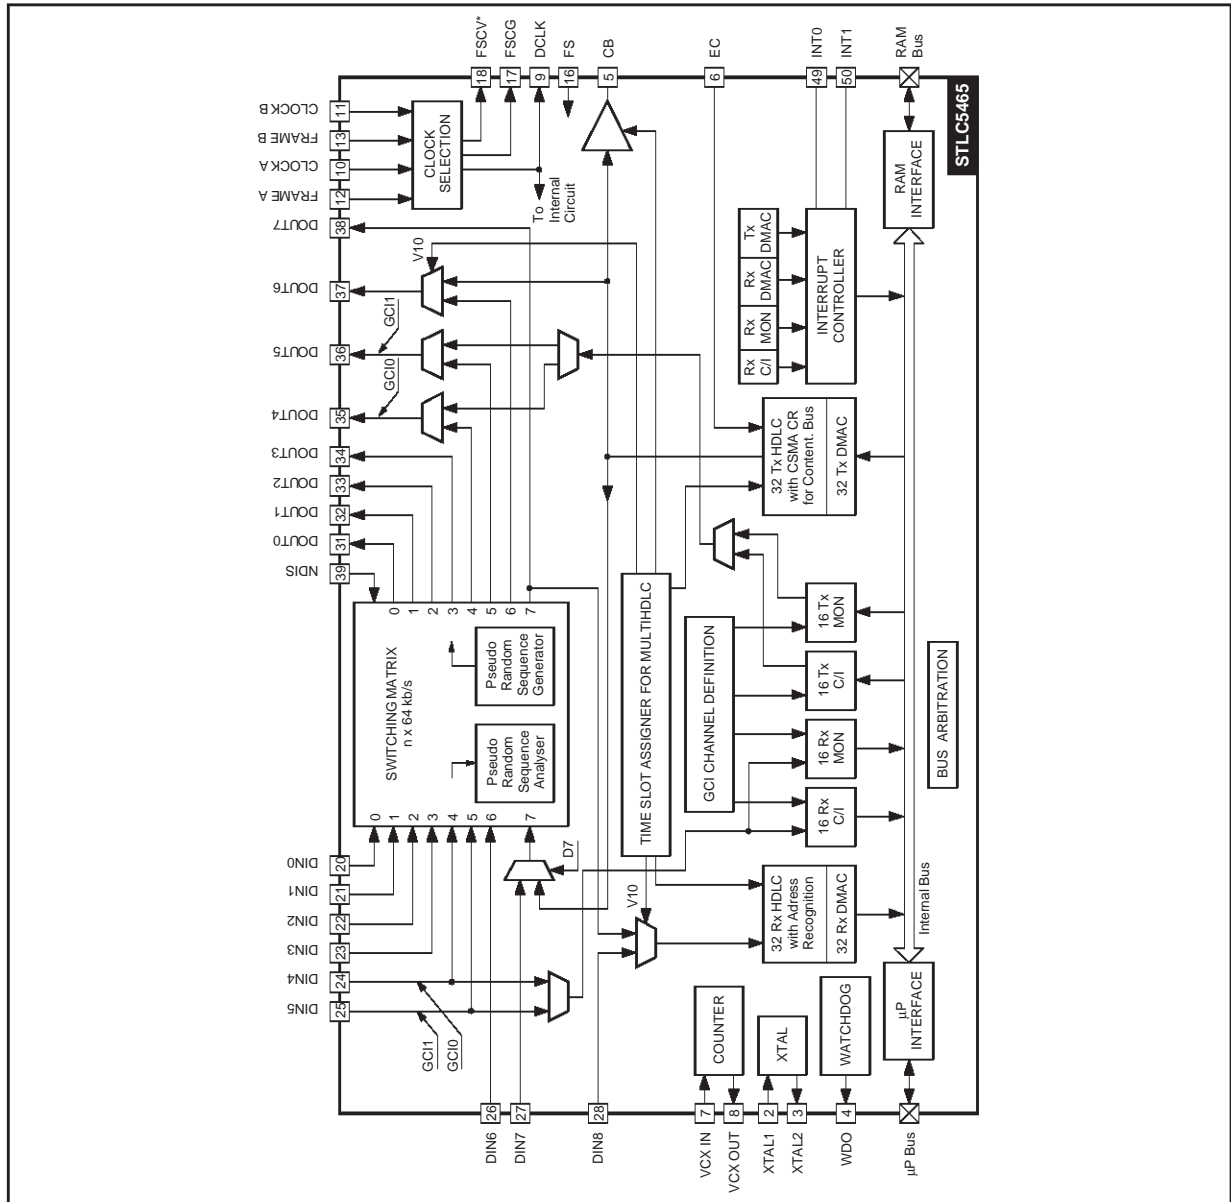 FSCV*
FSCG
DCLK
FS
CB
EC
INT0
INT1
RAM
Bus
18
17
9
16
5
6
49
50
STLC5465
CLOCK B
FRAME B
CLOCK A
FRAME A
DOUT7
DOUT6
DOUT5
DOUT4
DOUT3
DOUT2
DOUT1
DOUT0
NDIS
11
13
10
12
38
37
36
35
34
33
32
31
39
CLOCK
SELECTION
To
Internal
Circuit
V10
GCI1
GCI0
RAM
INTERFACE
Tx
DMAC
Rx
DMAC
Rx
MON
Rx
C/I
INTERRUPT
CONTROLLER
32 Tx HDLC
with CSMA CR
for Content. Bus
32 Tx DMAC
SWITCHING MATRIX
n x 64 kb/s
0
1
2
3
4
5
6
7
Pseudo
Random
Sequence
Generator
Pseudo
Random
Sequence
Analyser
0
1
2
3
4
5
6
7
TIME SLOT ASSIGNER FOR MULTIHDLC
GCI CHANNEL DEFINITION
16 Tx
MON
16 Tx
C/I
16 Rx
MON
16 Rx
C/I
BUS ARBITRATION
DIN0
DIN1
DIN2
DIN3
DIN4
DIN5
20
21
22
23
24
25
D7
V10
GCI1
GCI0
32 Rx HDLC
with Adress
Recognition
32 Rx DMAC
Internal Bus
COUNTER
XTAL
WATCHDOG
µP
INTERFACE
26
27
28
7
8
2
3
4
DIN6
DIN7
DIN8
VCX IN
VCX OUT
XTAL1
XTAL2
WDO
µP Bus